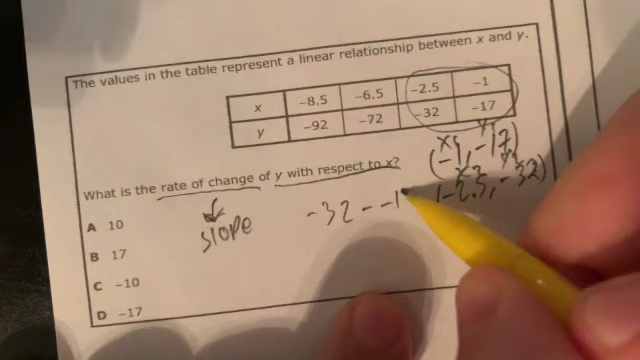 The values in the table represent a linear relationship between x and y.
x -8.5 -6.5 -2.5 -1
y -92 -72 -32 -17
(-1, -17)
What is the rate of change of y with respect to x?
(-2.5, -32)
A 10
slope
-32 - -1
B 17
C -10
D -17